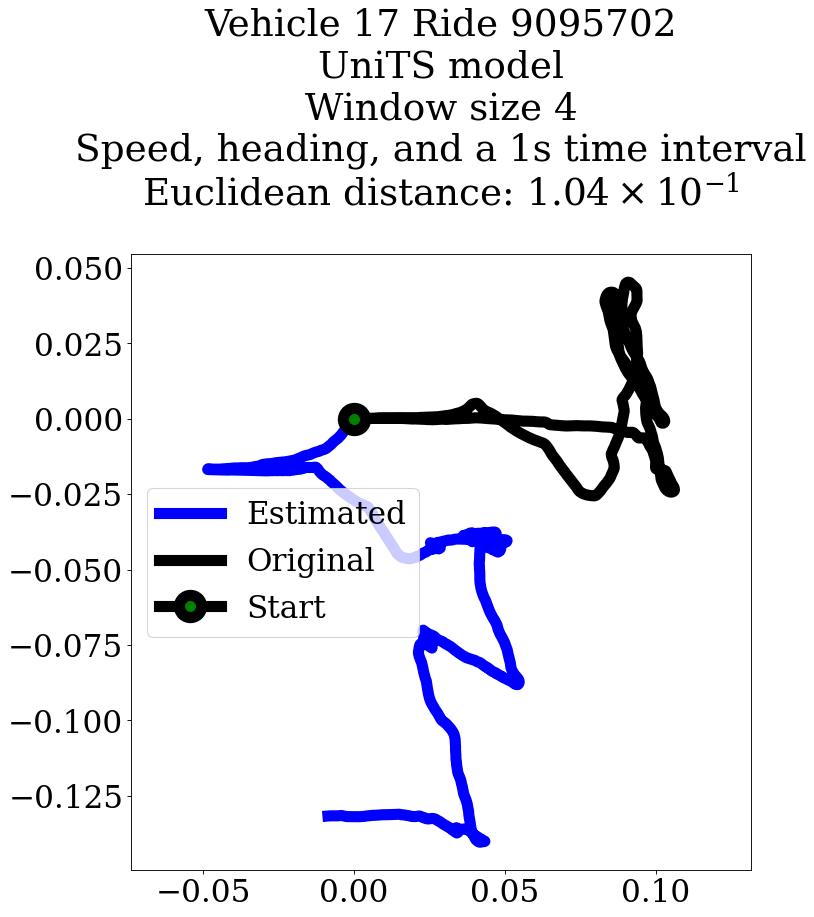 Vehicle 17 Ride 9095702
UniTS model
Window size 4
Speed, heading, and a 1s time interval
Euclidean distance: 1.04 × 10⁻¹
0.050
0.025
0.000
−0.025
−0.050
−0.075
−0.100
−0.125
Estimated
Original
Start
−0.05 0.00 0.05 0.10